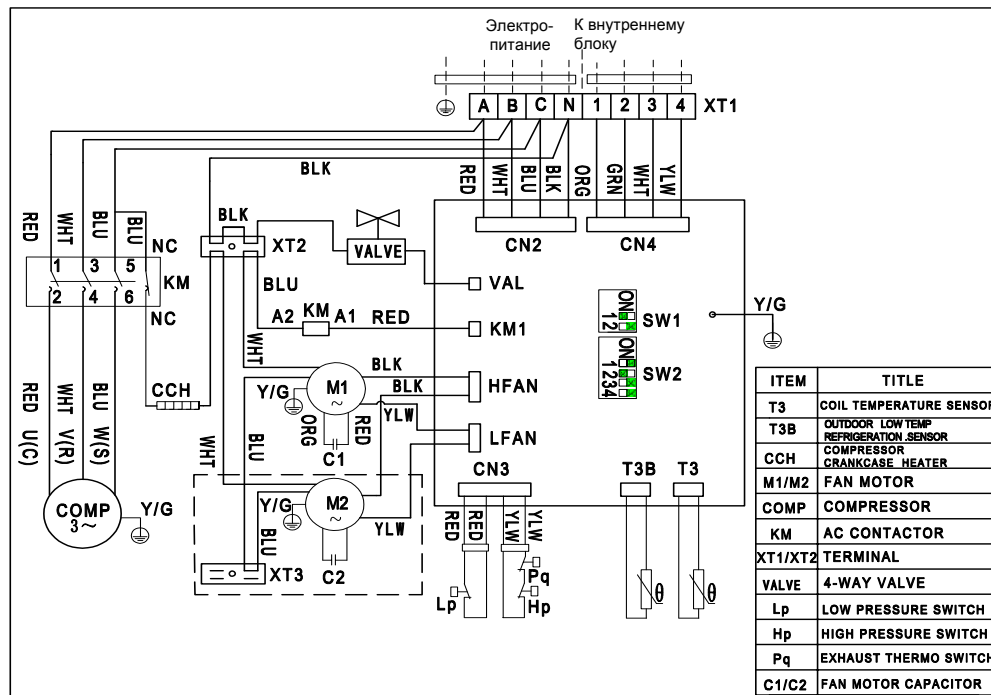 Электро-
питание
К внутреннему
блоку
A B C N 1 2 3 4 XT1
BLK
RED WHT BLU BLK ORG GRN WHT YLW
RED WHT BLU BLU NC
BLK
XT2
VALVE
CN2 CN4
1 3 5 KM
2 4 6
NC
BLU
VAL
ON
12 SW1
Y/G
A2 KM A1 RED KM1
WHT
ON
1234 SW2
CCH
BLK
BLK
HFAN
Y/G M1 ~ YLW
ORG RED
C1
LFAN
RED U(C) WHT V(R) BLU W(S)
WHT BLU
CN3 T3B T3
COMP
3~ Y/G
Y/G M2 ~ YLW
BLU
C2
XT3
RED RED YLW YLW
Pq
Lp Hp
θ θ
ITEM TITLE
T3 COIL TEMPERATURE SENSOR
T3B OUTDOOR LOW TEMP
REFRIGERATION .SENSOR
CCH COMPRESSOR
CRANKCASE HEATER
M1/M2 FAN MOTOR
COMP COMPRESSOR
KM AC CONTACTOR
XT1/XT2 TERMINAL
VALVE 4-WAY VALVE
Lp LOW PRESSURE SWITCH
Hp HIGH PRESSURE SWITCH
Pq EXHAUST THERMO SWITCH
C1/C2 FAN MOTOR CAPACITOR